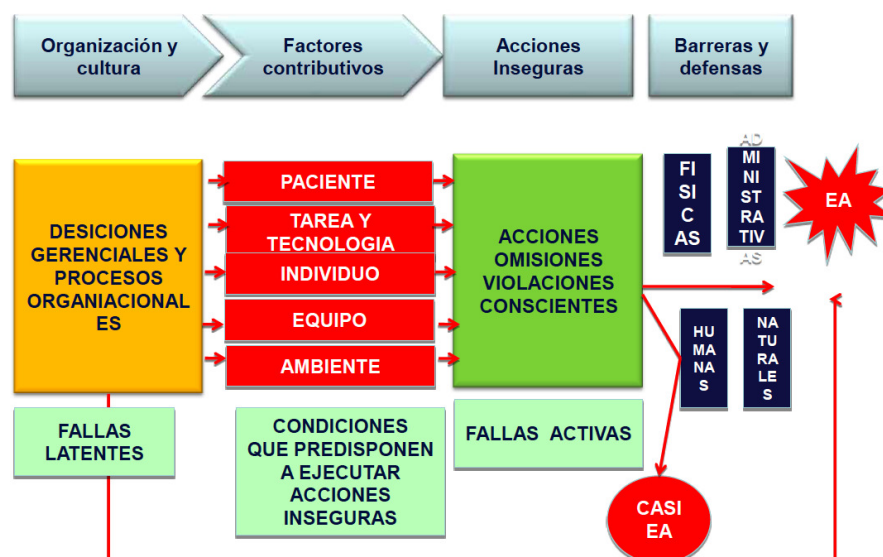 Organización y
cultura
Factores
contributivos
Acciones
Inseguras
Barreras y
defensas
DESICIONES
GERENCIALES Y
PROCESOS
ORGANIACIONAL
ES
PACIENTE
TAREA Y
TECNOLOGIA
INDIVIDUO
EQUIPO
AMBIENTE
ACCIONES
OMISIONES
VIOLACIONES
CONSCIENTES
FI
SI
C
AS
AD
MI
NI
ST
RA
TIV
AS
EA
HU
MA
NA
S
NA
TU
RA
LE
S
FALLAS
LATENTES
CONDICIONES
QUE PREDISPONEN
A EJECUTAR
ACCIONES
INSEGURAS
FALLAS ACTIVAS
CASI
EA